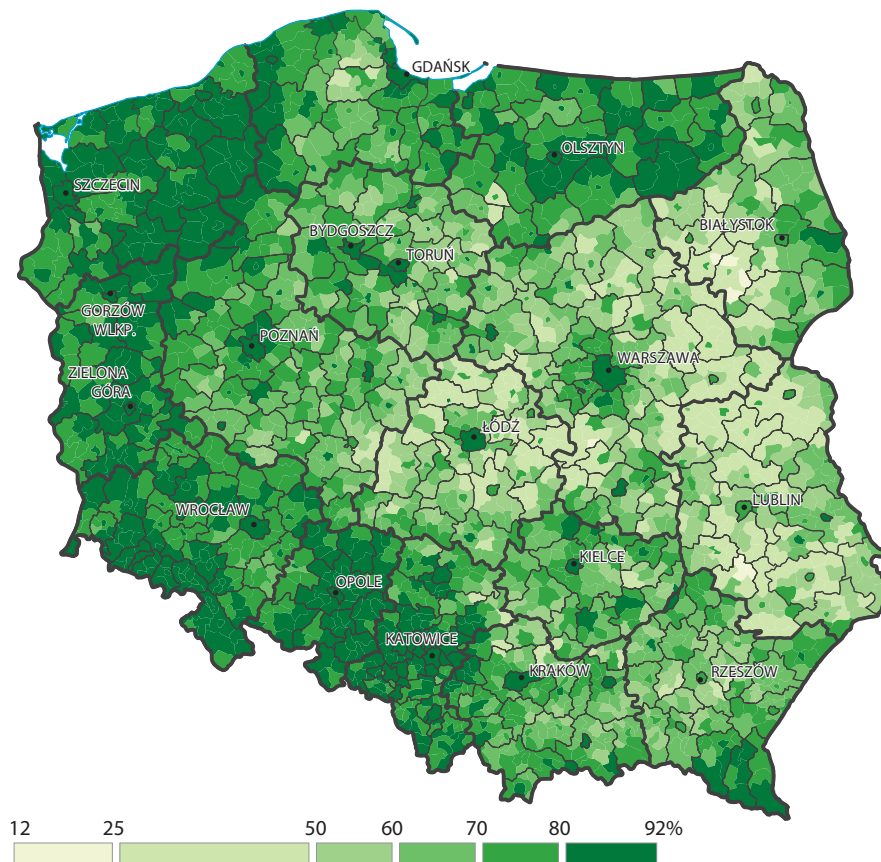 GDAŃSK
OLSZTYN
SZCZECIN
BIAŁYSTOK
BYDGOSZCZ
TORUŃ
GORZÓW
WLKP.
POZNAŃ
WARSZAWA
ZIELONA
GÓRA
ŁÓDŹ
WROCŁAW
LUBLIN
KIELCE
OPOLE
KATOWICE
KRAKÓW
RZESZÓW
12 25 50 60 70 80 92%